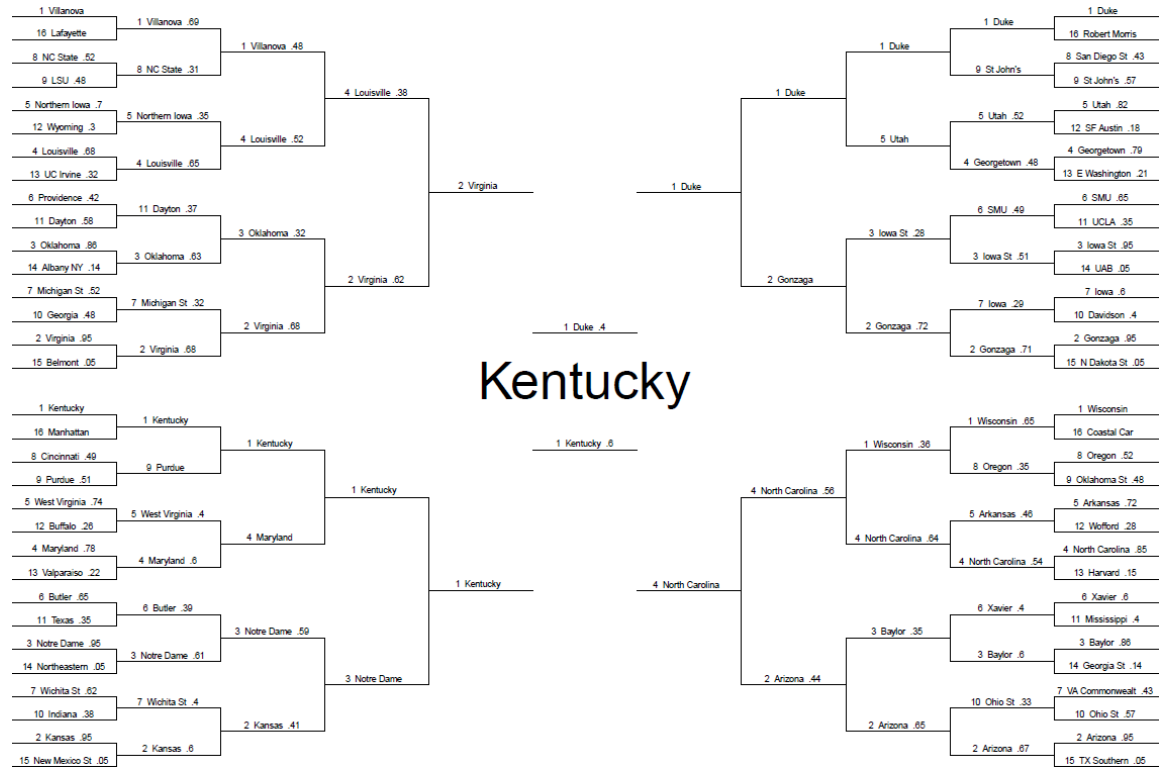 1 Villanova
16 Lafayette
8 NC State .52
9 LSU .48
5 Northern Iowa .7
12 Wyoming .3
4 Louisville .68
13 UC Irvine .32
6 Providence .42
11 Dayton .58
3 Oklahoma .86
14 Albany NY .14
7 Michigan St .52
10 Georgia .48
2 Virginia .95
15 Belmont .05
1 Villanova .69
8 NC State .31
5 Northern Iowa .35
4 Louisville .65
11 Dayton .37
3 Oklahoma .63
7 Michigan St .32
2 Virginia .68
1 Villanova .48
4 Louisville .52
3 Oklahoma .32
2 Virginia .68
4 Louisville .38
2 Virginia .62
2 Virginia
1 Duke .4
1 Duke
1 Duke
2 Gonzaga
1 Duke
5 Utah
3 Iowa St .28
2 Gonzaga .72
1 Duke
9 St John's
5 Utah .52
4 Georgetown .48
6 SMU .49
3 Iowa St .51
7 Iowa .29
2 Gonzaga .71
1 Duke
16 Robert Morris
8 San Diego St .43
9 St John's .57
5 Utah .82
12 SF Austin .18
4 Georgetown .79
13 E Washington .21
6 SMU .65
11 UCLA .35
3 Iowa St .95
14 UAB .05
7 Iowa .6
10 Davidson .4
2 Gonzaga .95
15 N Dakota St .05
Kentucky
1 Kentucky
16 Manhattan
8 Cincinnati .49
9 Purdue .51
5 West Virginia .74
12 Buffalo .26
4 Maryland .78
13 Valparaiso .22
6 Butler .65
11 Texas .35
3 Notre Dame .95
14 Northeastern .05
7 Wichita St .62
10 Indiana .38
2 Kansas .95
15 New Mexico St .05
1 Kentucky
9 Purdue
5 West Virginia .4
4 Maryland .6
6 Butler .39
3 Notre Dame .61
7 Wichita St .4
2 Kansas .6
1 Kentucky
4 Maryland
3 Notre Dame .59
2 Kansas .41
1 Kentucky
3 Notre Dame
1 Kentucky
1 Kentucky .6
4 North Carolina
4 North Carolina .56
2 Arizona .44
1 Wisconsin .36
4 North Carolina .64
3 Baylor .35
2 Arizona .65
1 Wisconsin .65
8 Oregon .35
5 Arkansas .46
4 North Carolina .54
6 Xavier .4
3 Baylor .6
10 Ohio St .33
2 Arizona .67
1 Wisconsin
16 Coastal Car
8 Oregon .52
9 Oklahoma St .48
5 Arkansas .72
12 Wofford .28
4 North Carolina .85
13 Harvard .15
6 Xavier .6
11 Mississippi .4
3 Baylor .86
14 Georgia St .14
7 VA Commonwealt .43
10 Ohio St .57
2 Arizona .95
15 TX Southern .05